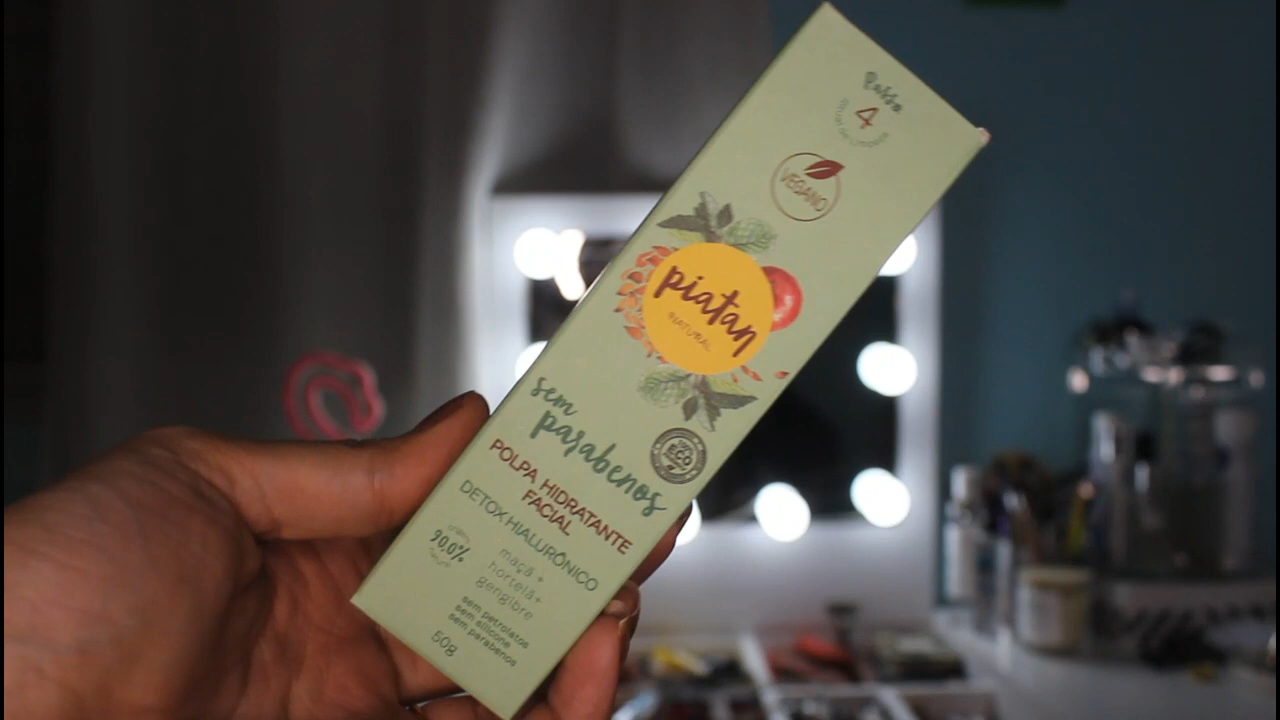 Passo
4
VEGANO
piatan
NATURAL
sem
parabenos
ECO
POLPA HIDRATANTE
FACIAL
DETOX HIALURÔNICO
90,0%
maçã +
hortelã+
gengibre
sem petrolatos
sem silicone
sem parabenos
50g